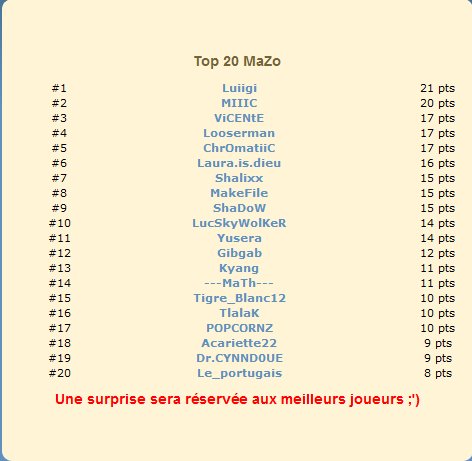 Top 20 MaZo
#1 Luiigi 21 pts
#2 MIIIC 20 pts
#3 ViCENtE 17 pts
#4 Looserman 17 pts
#5 ChrOmatiiC 17 pts
#6 Laura.is.dieu 16 pts
#7 Shalixx 15 pts
#8 MakeFile 15 pts
#9 ShaDoW 15 pts
#10 LucSkyWolKeR 14 pts
#11 Yusera 14 pts
#12 Gibgab 12 pts
#13 Kyang 11 pts
#14 ---MaTh--- 11 pts
#15 Tigre_Blanc12 10 pts
#16 TlalaK 10 pts
#17 POPCORNZ 10 pts
#18 Acariette22 9 pts
#19 Dr.CYNND0UE 9 pts
#20 Le_portugais 8 pts
Une surprise sera réservée aux meilleurs joueurs ;')